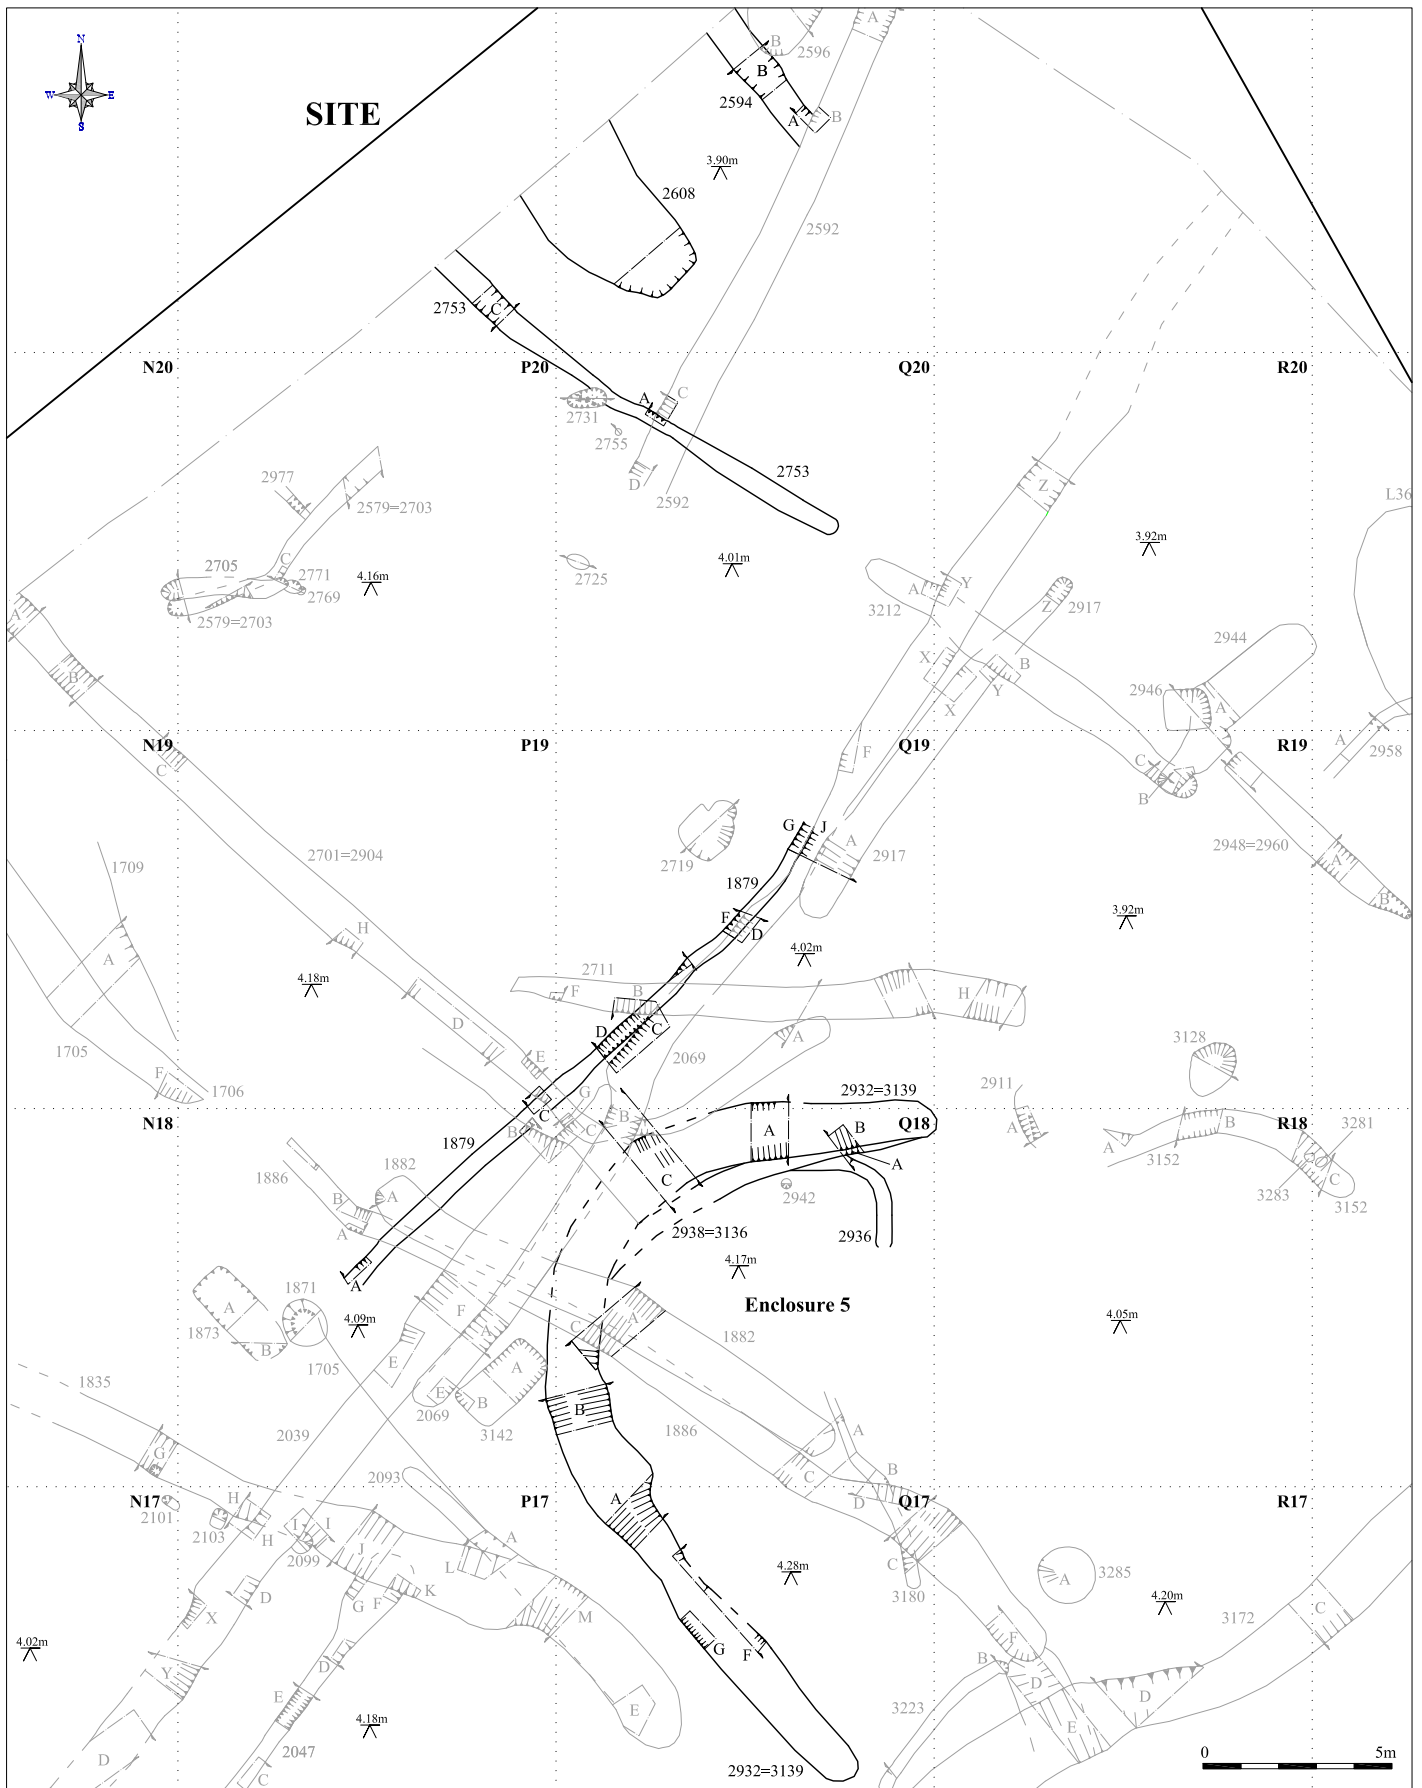 A
B
2596
N
W E
S
SITE
B
2594
A B
3.90m
2608
2592
2753
C
N20 P20 Q20 R20
A C
2731
2755
2977
2753
D
2592
Z
L36
2579=2703
C
2705
2771
2769
4.16m
2725
4.01m
3.92m
A Y
3212
Z 2917
2579=2703
A
2944
X B
Y
B
2946
A
X
N19 P19 Q19 R19
C
F
A
2958
C
B
G J
A
2719
2917
2948=2960
A
1709
2701=2904
1879
B
F
D
3.92m
H
4.02m
A
2711
4.18m
F B H
D
D C
A
1705
E
2069
3128
F
1706
G
2911
2932=3139
N18
C
B C
B
A
B
Q18
A
B
R18
3281
1879
A
3152
1886
1882
B A
C
2942
3283
C
3152
A
2938=3136
2936
4.17m
A
1871
Enclosure 5
A
1873
4.09m
F
A
C A
1882
4.05m
B
1705
E
A
1835
E
2069
B
3142
B
2039
1886
A
G
2093
C
B
D
N17 P17 Q17 R17
2101
H
2103
H
I I
2099
J
A
L
A
C
3180
3285
A
4.28m
4.20m
K
G F
M
D
X
3172
C
4.02m
D
G F
F
B
Y
E
E
D
D
E
3223
4.18m
D
2047
C
2932=3139
0 5m